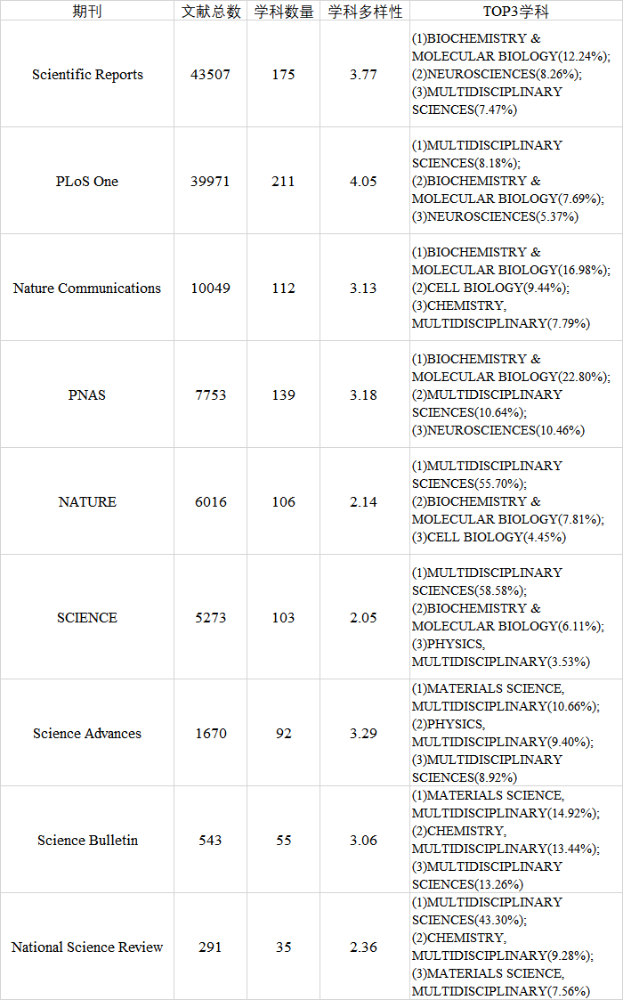 期刊 文献总数 学科数量 学科多样性 TOP3学科
(1)BIOCHEMISTRY &
MOLECULAR BIOLOGY(12.24%);
Scientific Reports 43507 175 3.77 (2)NEUROSCIENCES(8.26%);
(3)MULTIDISCIPLINARY
SCIENCES(7.47%)
(1)MULTIDISCIPLINARY
SCIENCES(8.18%);
PLoS One 39971 211 4.05 (2)BIOCHEMISTRY &
MOLECULAR BIOLOGY(7.69%);
(3)NEUROSCIENCES(5.37%)
(1)BIOCHEMISTRY &
MOLECULAR BIOLOGY(16.98%);
Nature Communications 10049 112 3.13 (2)CELL BIOLOGY(9.44%);
(3)CHEMISTRY,
MULTIDISCIPLINARY(7.79%)
(1)BIOCHEMISTRY &
MOLECULAR BIOLOGY(22.80%);
PNAS 7753 139 3.18 (2)MULTIDISCIPLINARY
SCIENCES(10.64%);
(3)NEUROSCIENCES(10.46%)
(1)MULTIDISCIPLINARY
SCIENCES(55.70%);
NATURE 6016 106 2.14 (2)BIOCHEMISTRY &
MOLECULAR BIOLOGY(7.81%);
(3)CELL BIOLOGY(4.45%)
(1)MULTIDISCIPLINARY
SCIENCES(58.58%);
(2)BIOCHEMISTRY &
SCIENCE 5273 103 2.05 MOLECULAR BIOLOGY(6.11%);
(3)PHYSICS,
MULTIDISCIPLINARY(3.53%)
(1)MATERIALS SCIENCE,
MULTIDISCIPLINARY(10.66%);
(2)PHYSICS,
Science Advances 1670 92 3.29 MULTIDISCIPLINARY(9.40%);
(3)MULTIDISCIPLINARY
SCIENCES(8.92%)
(1)MATERIALS SCIENCE,
MULTIDISCIPLINARY(14.92%);
(2)CHEMISTRY,
Science Bulletin 543 55 3.06 MULTIDISCIPLINARY(13.44%);
(3)MULTIDISCIPLINARY
SCIENCES(13.26%)
(1)MULTIDISCIPLINARY
SCIENCES(43.30%);
(2)CHEMISTRY,
National Science Review 291 35 2.36 MULTIDISCIPLINARY(9.28%);
(3)MATERIALS SCIENCE,
MULTIDISCIPLINARY(7.56%)